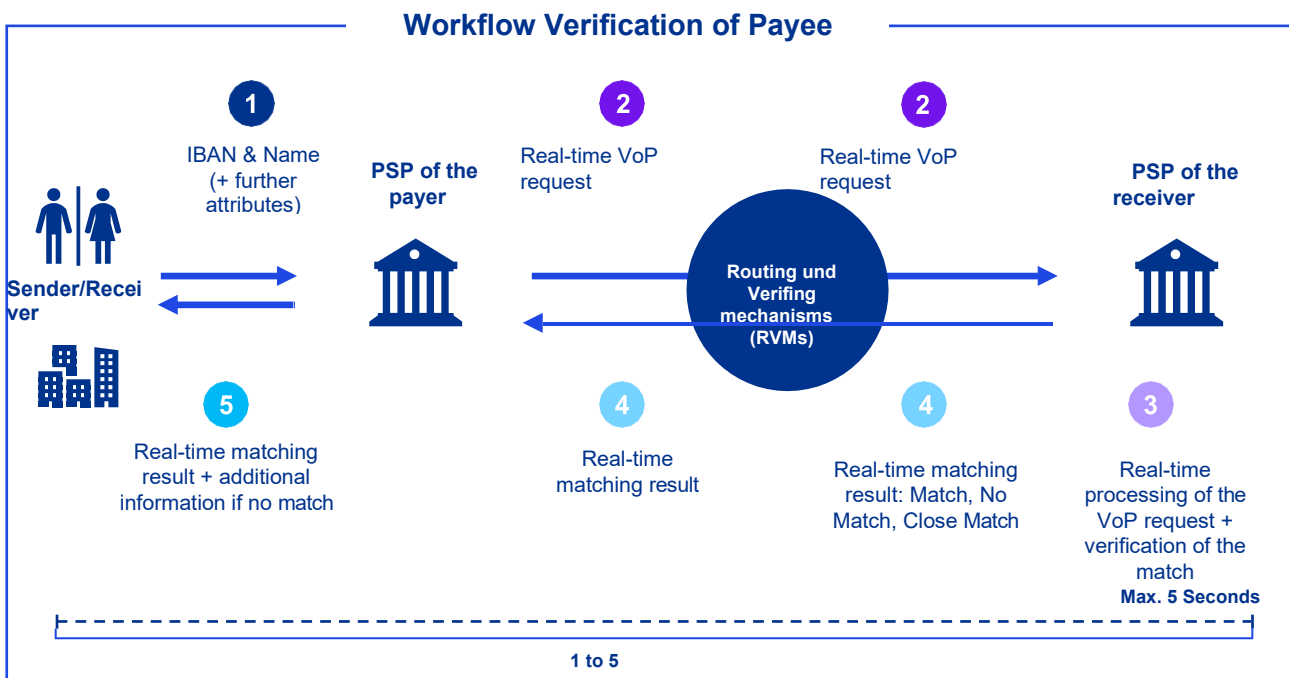 Workflow Verification of Payee
1
2
2
IBAN & Name
(+ further
attributes)
PSP of the
payer
Real-time VoP
request
Real-time VoP
request
PSP of the
receiver
Sender/Recei
ver
Routing und
Verifing
mechanisms
(RVMs)
5
4
4
3
Real-time matching
result + additional
information if no match
Real-time
matching result
Real-time matching
result: Match, No
Match, Close Match
Real-time
processing of the
VoP request +
verification of the
match
Max. 5 Seconds
1 to 5